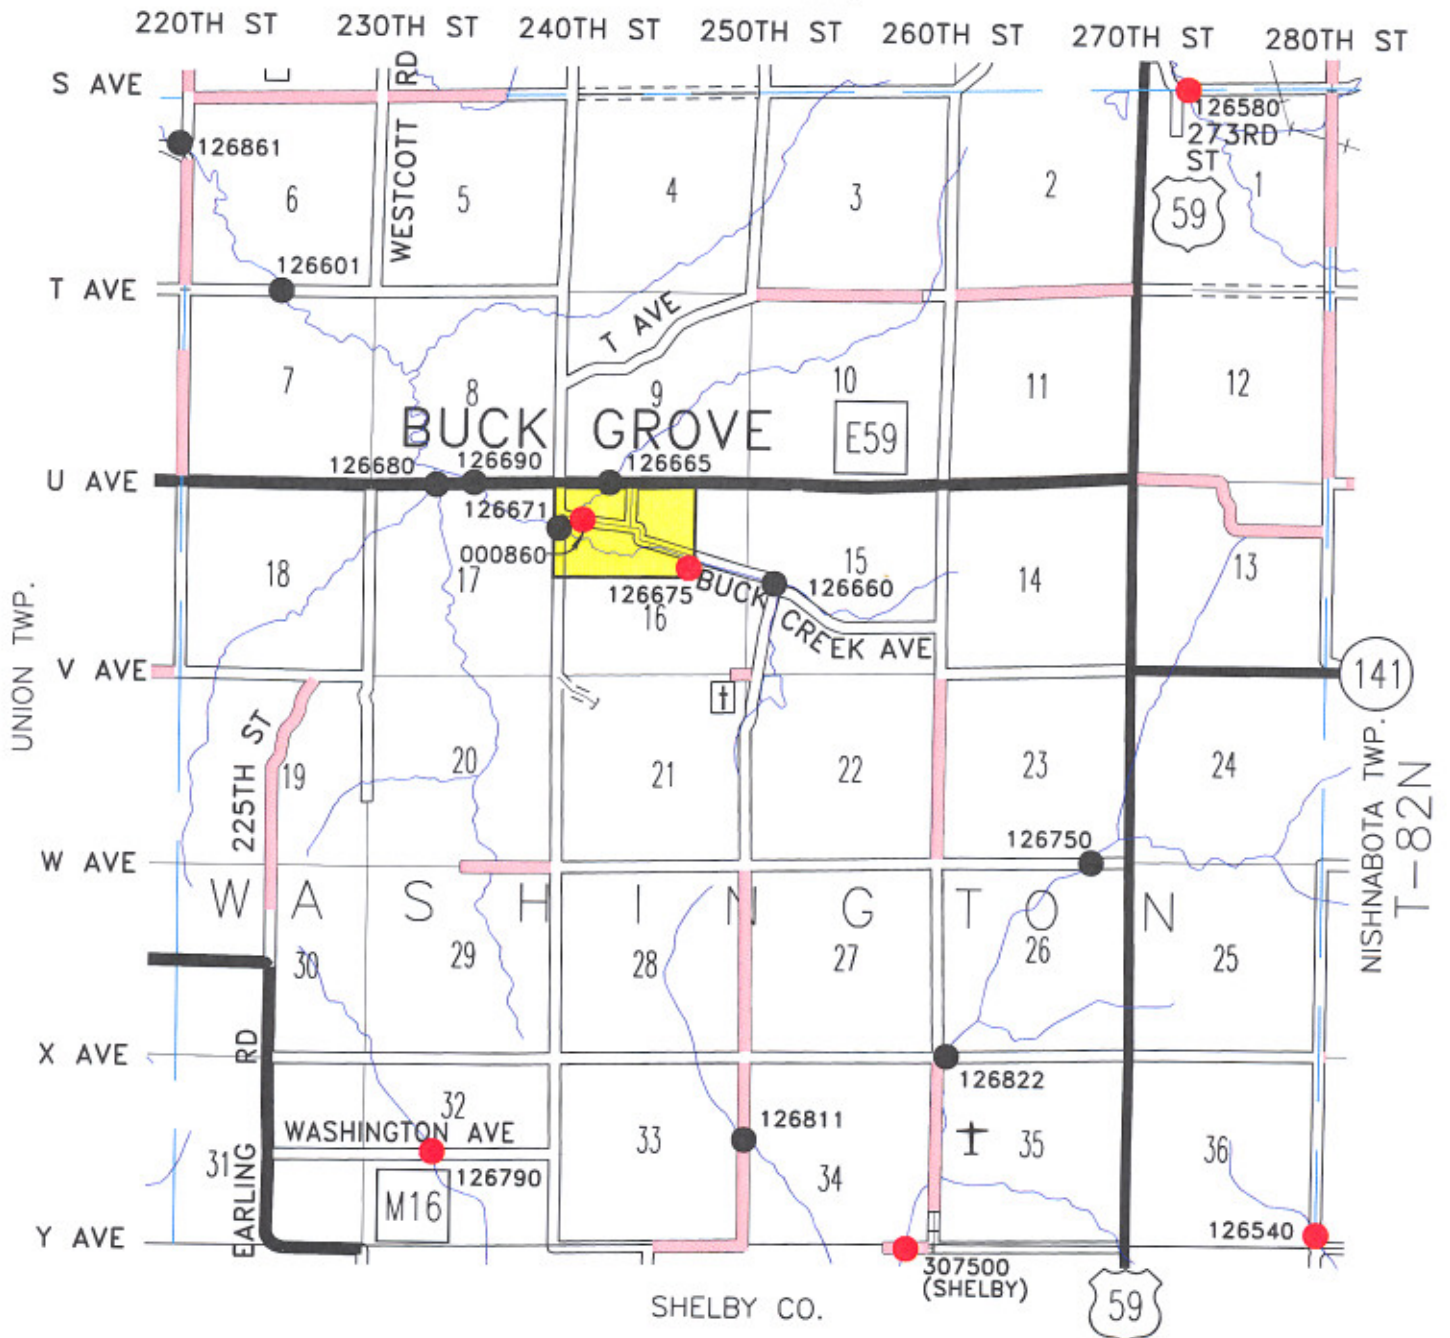 220TH ST 230TH ST 240TH ST 250TH ST 260TH ST 270TH ST 280TH ST
S AVE
WESTCOTT RD
126580
273RD
ST
126861
6 5 4 3 2 1
59
126601
T AVE
T AVE
7 8 9 10 11 12
BUCK GROVE
E59
126680 126690 126665
U AVE
126671
000860
18 17 16 15 14 13
126675
BUCK CREEK AVE
126660
UNION TWP.
V AVE
141
225TH ST
19 20 21 22 23 24
NISHNABOTA TWP.
T-82N
126750
W AVE
WASHINGTON
30 29 28 27 26 25
X AVE
EARLING RD
126822
32
126811
WASHINGTON AVE
31 33 34 35 36
126790
M16
126540
Y AVE
307500
(SHELBY)
59
SHELBY CO.